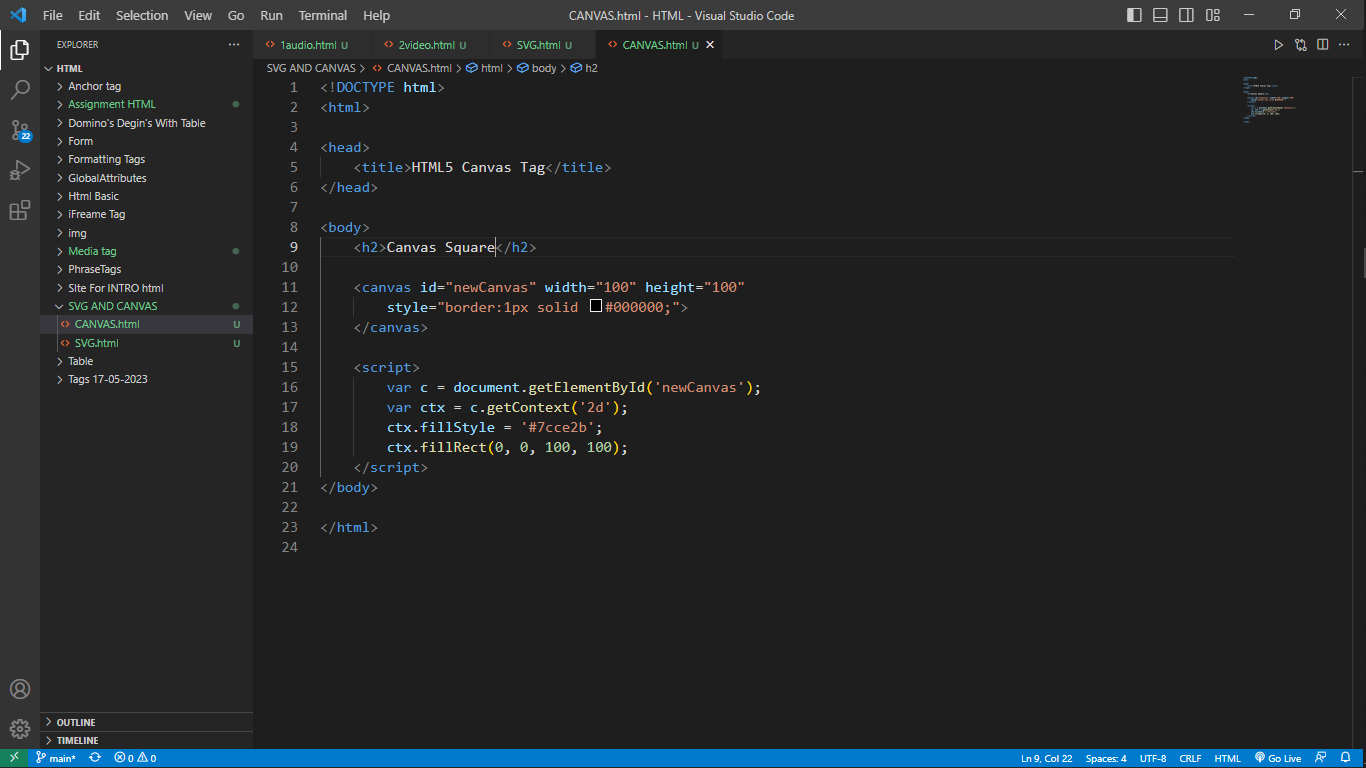 File Edit Selection View Go Run Terminal Help CANVAS.html - HTML - Visual Studio Code
EXPLORER
1audio.html U 2video.html U SVG.html U CANVAS.html U
HTML
Anchor tag
Assignment HTML
Domino's Degin's With Table
Form
Formatting Tags
GlobalAttributes
Html Basic
iFreame Tag
img
Media tag
PhraseTags
SIte For INTRO html
SVG AND CANVAS
CANVAS.html U
SVG.html U
Table
Tags 17-05-2023
OUTLINE
TIMELINE
22
SVG AND CANVAS > CANVAS.html > html > body > h2
1 <!DOCTYPE html>
2 <html>
3
4 <head>
5 <title>HTML5 Canvas Tag</title>
6 </head>
7
8 <body>
9 <h2>Canvas Square</h2>
10
11 <canvas id="newCanvas" width="100" height="100"
12 style="border:1px solid #000000;">
13 </canvas>
14
15 <script>
16 var c = document.getElementById('newCanvas');
17 var ctx = c.getContext('2d');
18 ctx.fillStyle = '#7cce2b';
19 ctx.fillRect(0, 0, 100, 100);
20 </script>
21 </body>
22
23 </html>
24
main* 0 0 Ln 9, Col 22 Spaces: 4 UTF-8 CRLF HTML Go Live